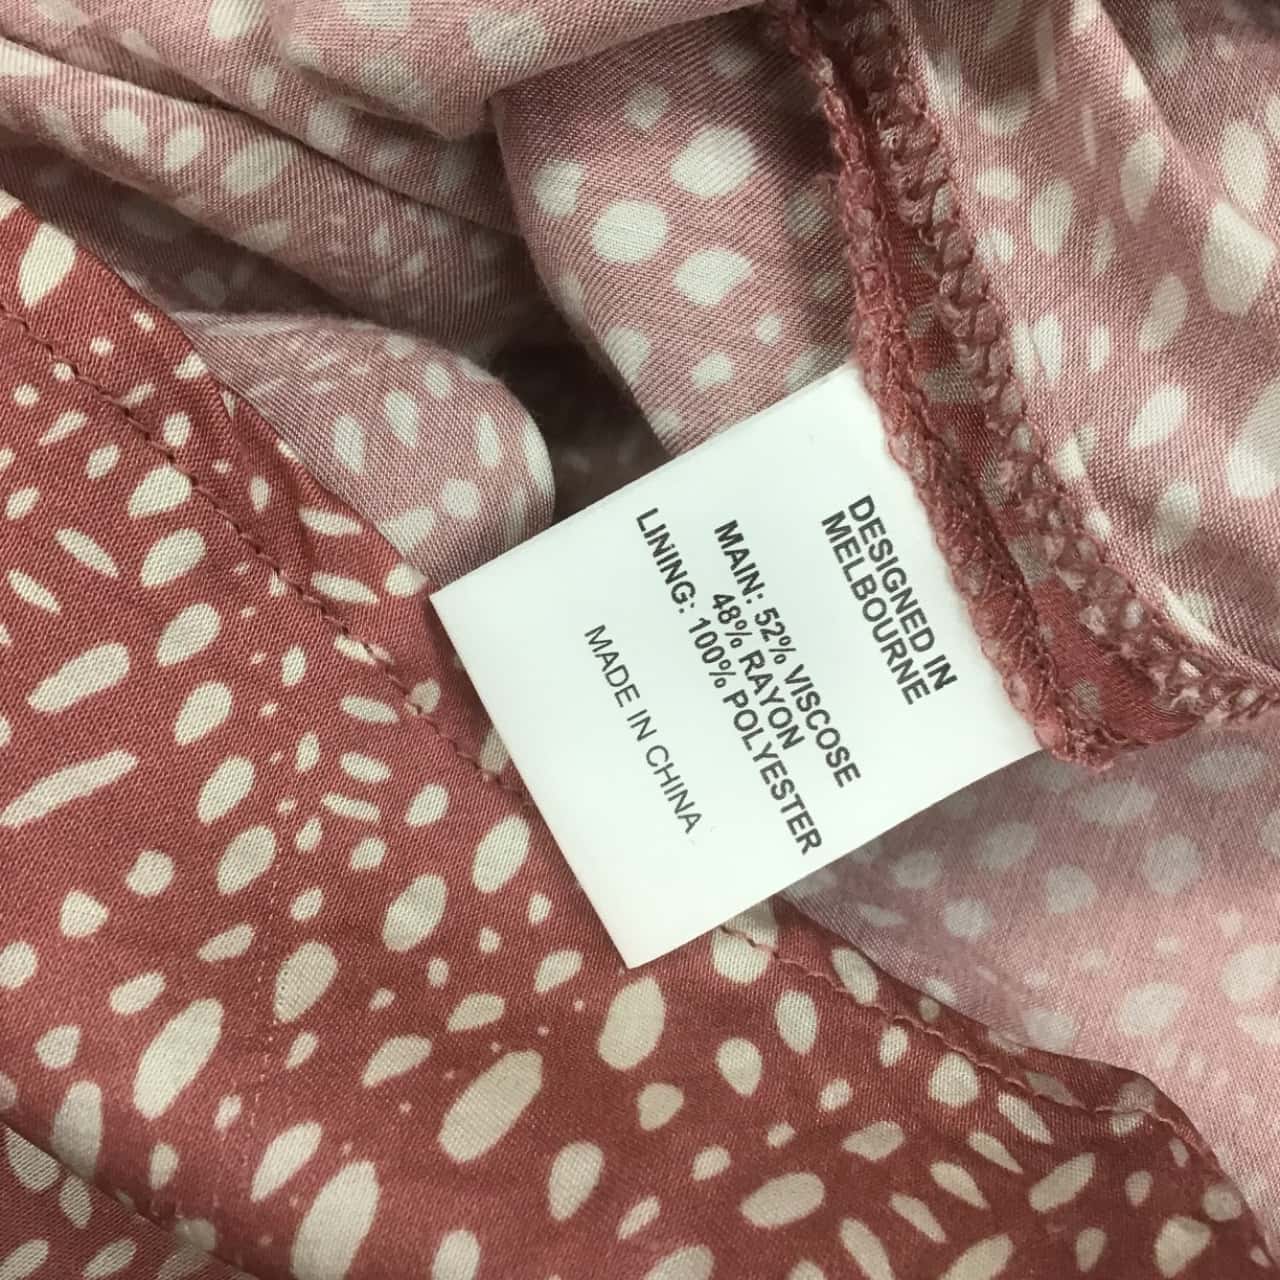 DESIGNED IN
MELBOURNE
MAIN: 52% VISCOSE
48% RAYON
LINING: 100% POLYESTER
MADE IN CHINA